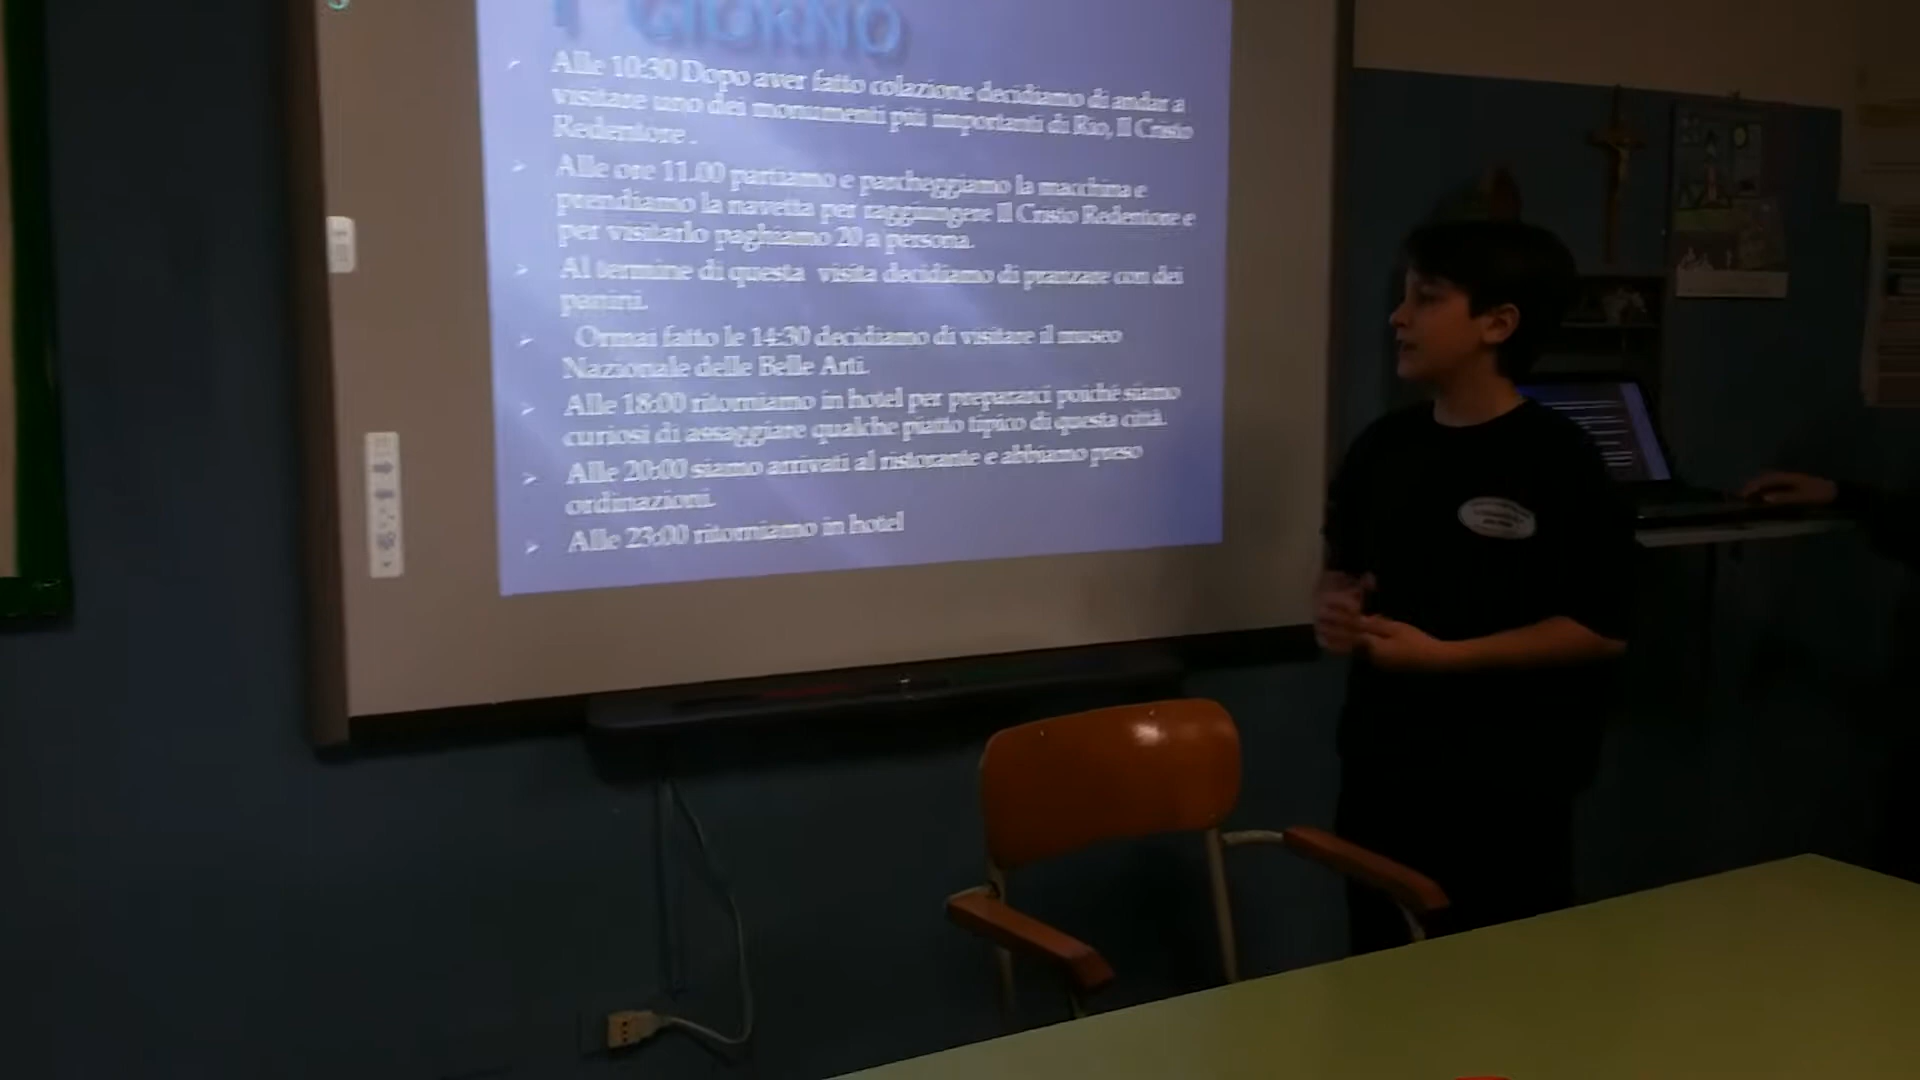 1° GIORNO
Alle 10:30 Dopo aver fatto colazione decidiamo di andar a
visitare uno dei monumenti più importanti di Rio, Il Cristo
Redentore .
Alle ore 11.00 partiamo e parcheggiamo la macchina e
prendiamo la navetta per raggiungere Il Cristo Redentore e
per visitarlo paghiamo 20 a persona.
Al termine di questa visita decidiamo di pranzare con dei
panini.
Ormai fatto le 14:30 decidiamo di visitare il museo
Nazionale delle Belle Arti.
Alle 18:00 ritorniamo in hotel per prepararci poiché siamo
curiosi di assaggiare qualche piatto tipico di questa città.
Alle 20:00 siamo arrivati al ristorante e abbiamo preso
ordinazioni.
Alle 23:00 ritorniamo in hotel